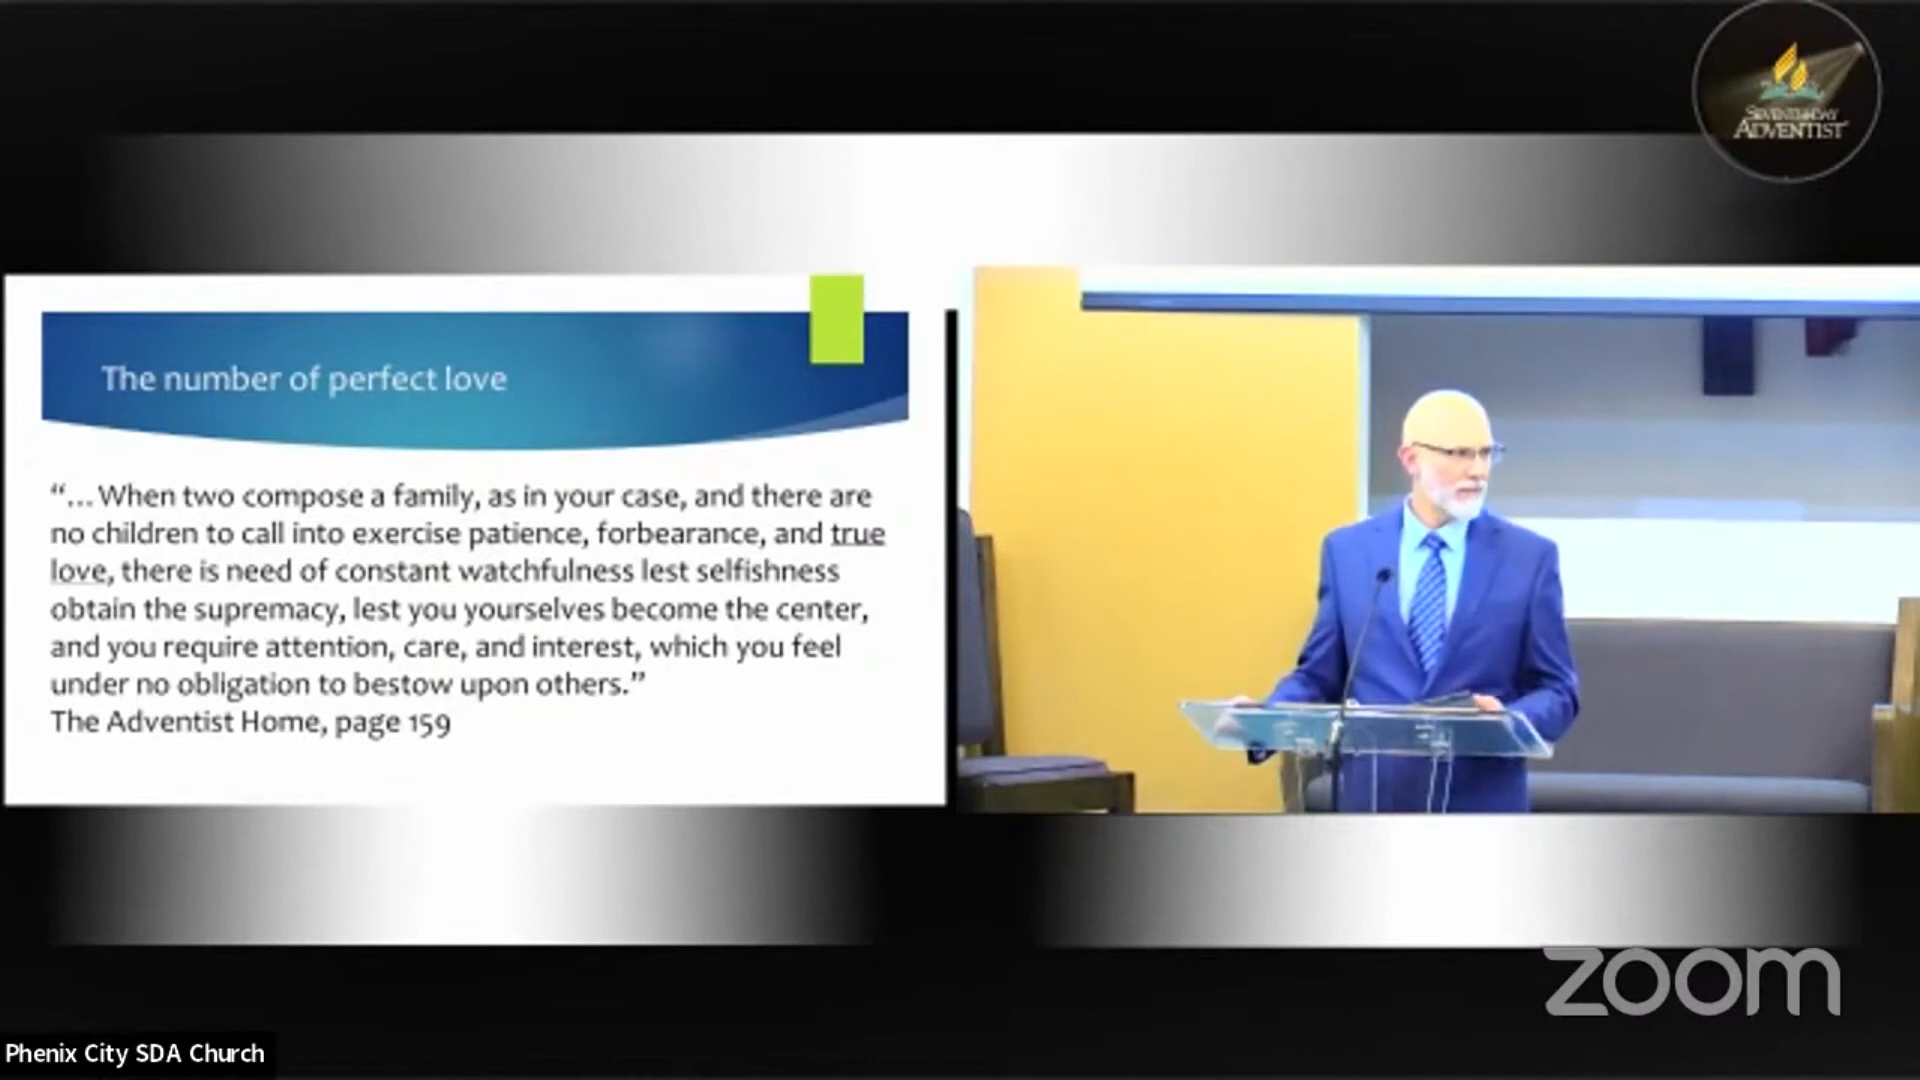 SEVENTH-DAY
ADVENTIST
The number of perfect love
“... When two compose a family, as in your case, and there are
no children to call into exercise patience, forbearance, and true
love, there is need of constant watchfulness lest selfishness
obtain the supremacy, lest you yourselves become the center,
and you require attention, care, and interest, which you feel
under no obligation to bestow upon others.”
The Adventist Home, page 159
zoom
Phenix City SDA Church